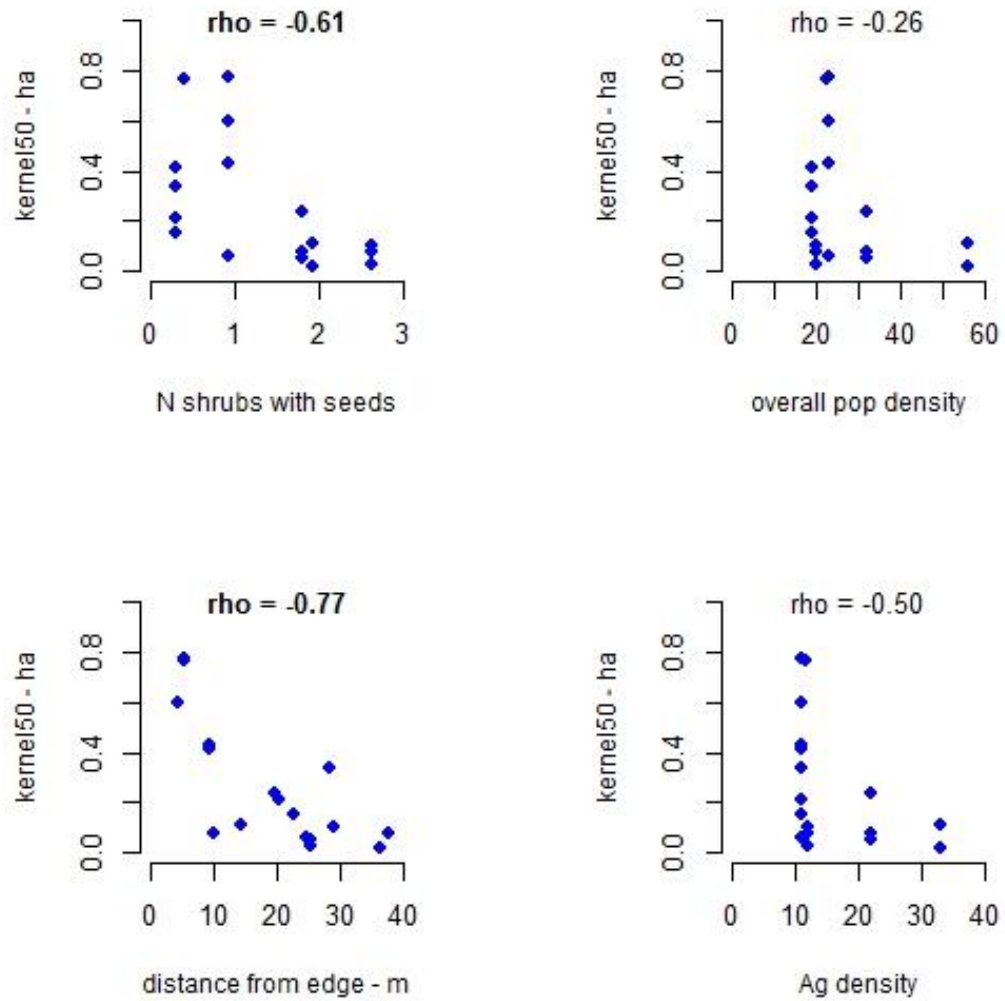 rho = -0.61
kernel50 - ha
0.0 0.4 0.8
0 1 2 3
N shrubs with seeds
rho = -0.26
kernel50 - ha
0.0 0.4 0.8
0 20 40 60
overall pop density
rho = -0.77
kernel50 - ha
0.0 0.4 0.8
0 10 20 30 40
distance from edge - m
rho = -0.50
kernel50 - ha
0.0 0.4 0.8
0 10 20 30 40
Ag density